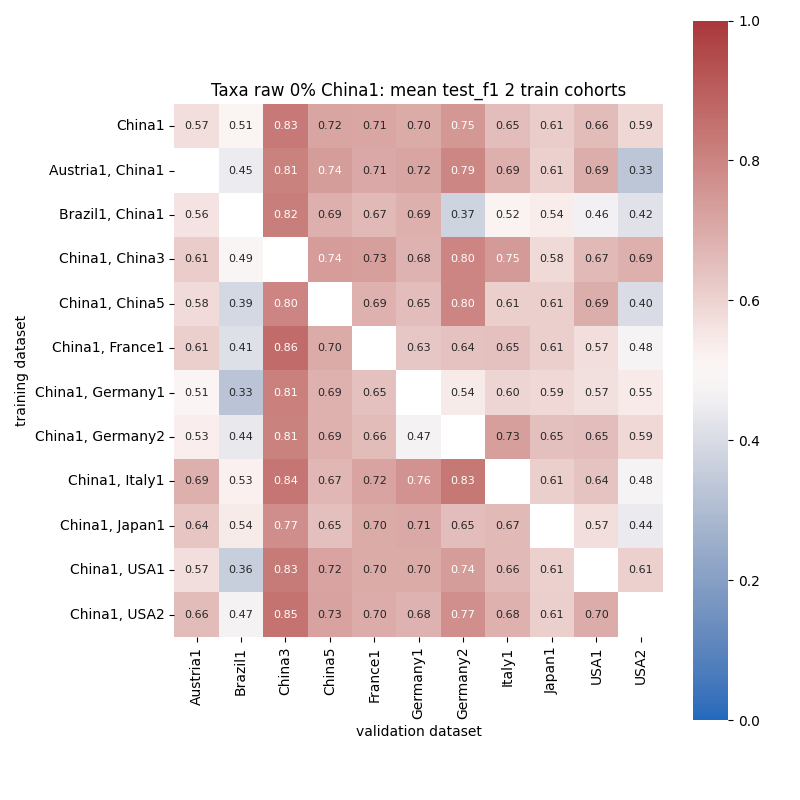 Taxa raw 0% China1: mean test_f1 2 train cohorts
China1 0.57 0.51 0.83 0.72 0.71 0.70 0.75 0.65 0.61 0.66 0.59
Austria1, China1 0.45 0.81 0.74 0.71 0.72 0.79 0.69 0.61 0.69 0.33
Brazil1, China1 0.56 0.82 0.69 0.67 0.69 0.37 0.52 0.54 0.46 0.42
China1, China3 0.61 0.49 0.74 0.73 0.68 0.80 0.75 0.58 0.67 0.69
China1, China5 0.58 0.39 0.80 0.69 0.65 0.80 0.61 0.61 0.69 0.40
China1, France1 0.61 0.41 0.86 0.70 0.63 0.64 0.65 0.61 0.57 0.48
China1, Germany1 0.51 0.33 0.81 0.69 0.65 0.54 0.60 0.59 0.57 0.55
China1, Germany2 0.53 0.44 0.81 0.69 0.66 0.47 0.73 0.65 0.65 0.59
China1, Italy1 0.69 0.53 0.84 0.67 0.72 0.76 0.83 0.61 0.64 0.48
China1, Japan1 0.64 0.54 0.77 0.65 0.70 0.71 0.65 0.67 0.57 0.44
China1, USA1 0.57 0.36 0.83 0.72 0.70 0.70 0.74 0.66 0.61 0.61
China1, USA2 0.66 0.47 0.85 0.73 0.70 0.68 0.77 0.68 0.61 0.70
training dataset
Austria1 Brazil1 China3 China5 France1 Germany1 Germany2 Italy1 Japan1 USA1 USA2
validation dataset
1.0
0.8
0.6
0.4
0.2
0.0